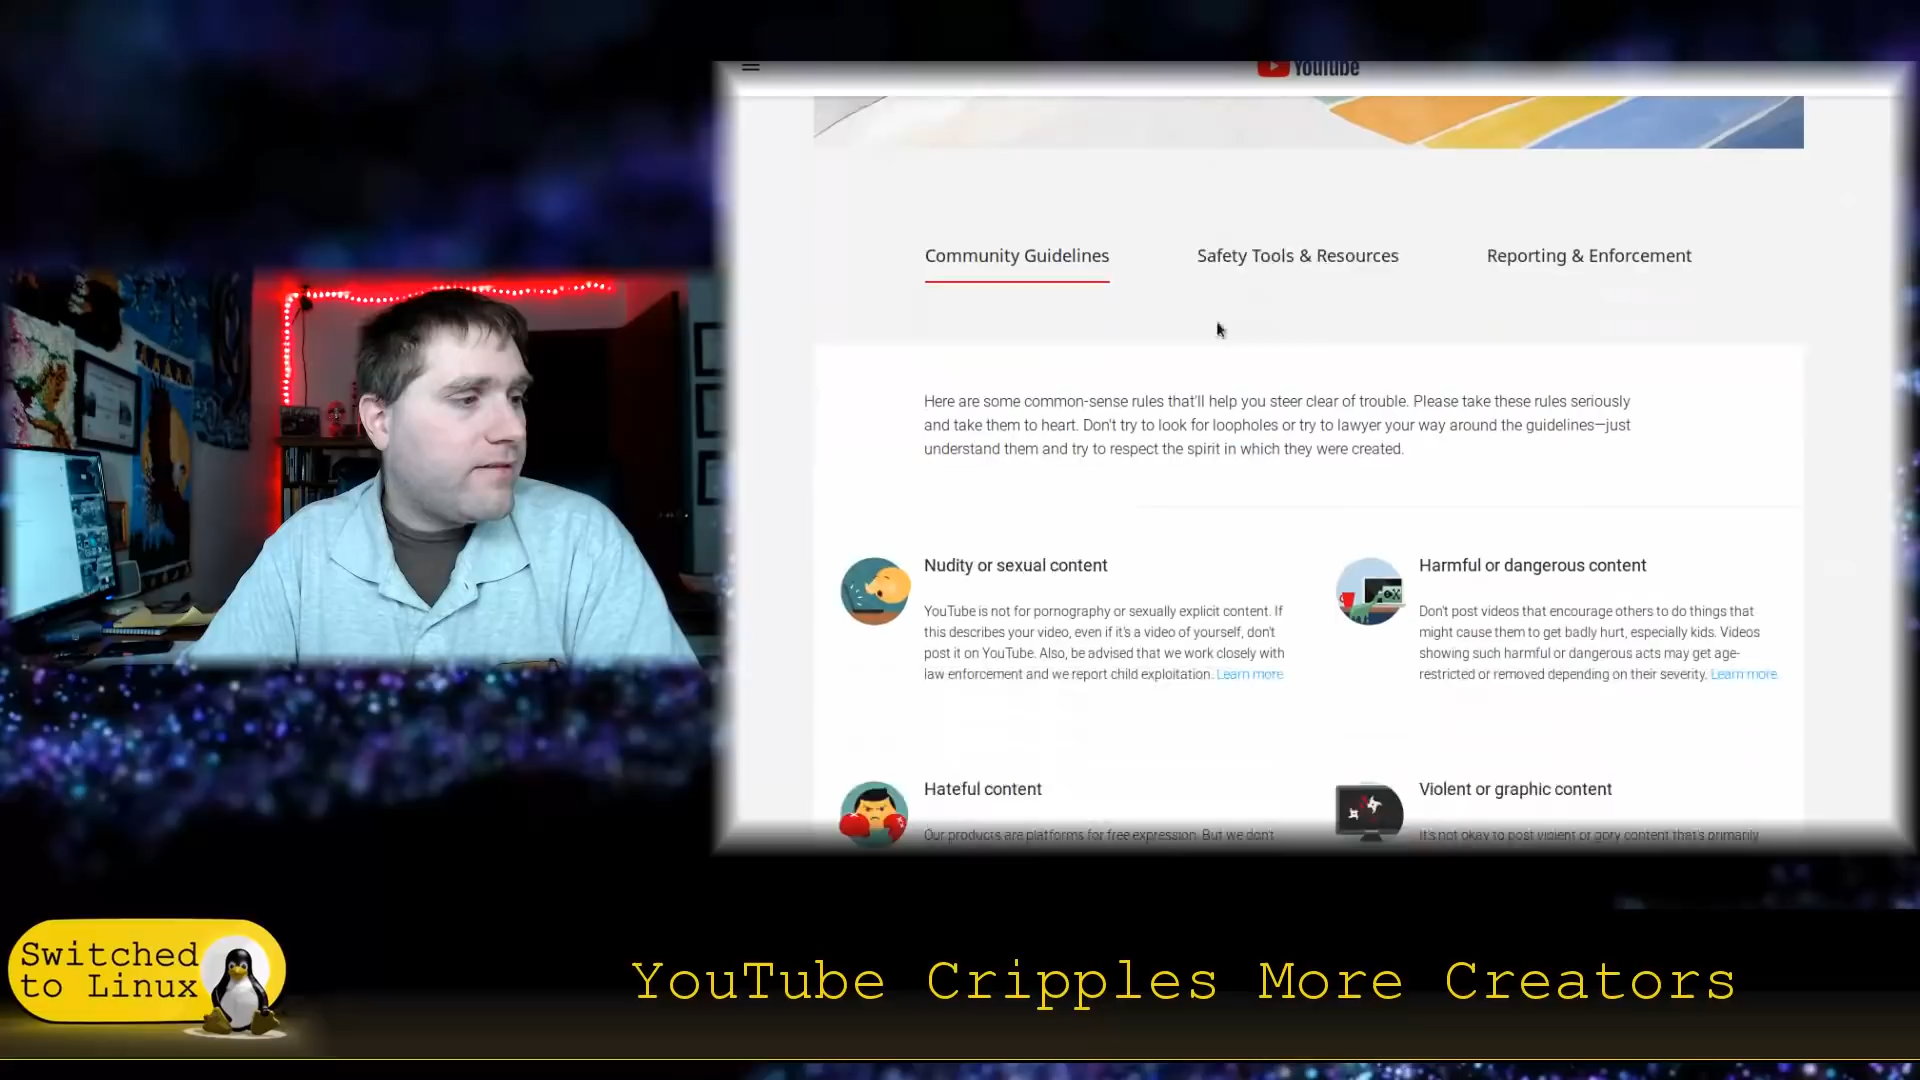 YouTube
Community Guidelines
Safety Tools & Resources
Reporting & Enforcement
Here are some common-sense rules that'll help you steer clear of trouble. Please take these rules seriously
and take them to heart. Don't try to look for loopholes or try to lawyer your way around the guidelines—just
understand them and try to respect the spirit in which they were created.
Nudity or sexual content
YouTube is not for pornography or sexually explicit content. If
this describes your video, even if it's a video of yourself, don't
post it on YouTube. Also, be advised that we work closely with
law enforcement and we report child exploitation. Learn more
Harmful or dangerous content
Don't post videos that encourage others to do things that
might cause them to get badly hurt, especially kids. Videos
showing such harmful or dangerous acts may get age-
restricted or removed depending on their severity. Learn more.
Hateful content
Our products are platforms for free expression. But we don't
Violent or graphic content
It's not okay to post violent or gory content that's primarily
Switched
to Linux
YouTube Cripples More Creators